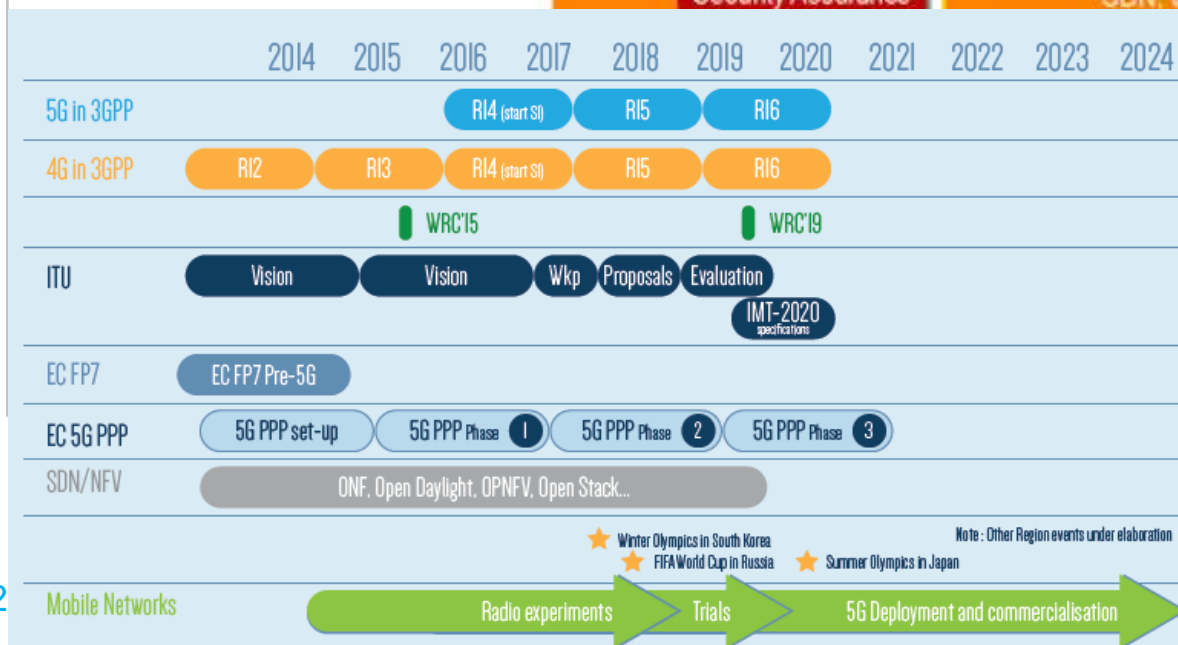 Security Assurance
SDN,
2014 2015 2016 2017 2018 2019 2020 2021 2022 2023 2024
5G in 3GPP R14 (start SI) R15 R16
4G in 3GPP R12 R13 R14 (start SI) R15 R16
WRC'15 WRC'19
ITU Vision Vision Wkp Proposals Evaluation
IMT-2020
specifications
EC FP7 EC FP7 Pre-5G
EC 5G PPP 5G PPP set-up 5G PPP Phase 1 5G PPP Phase 2 5G PPP Phase 3
SDN/NFV ONF, Open Daylight, OPNFV, Open Stack...
Winter Olympics in South Korea Note : Other Region events under elaboration
FIFA World Cup in Russia Summer Olympics in Japan
2
Mobile Networks Radio experiments Trials 5G Deployment and commercialisation